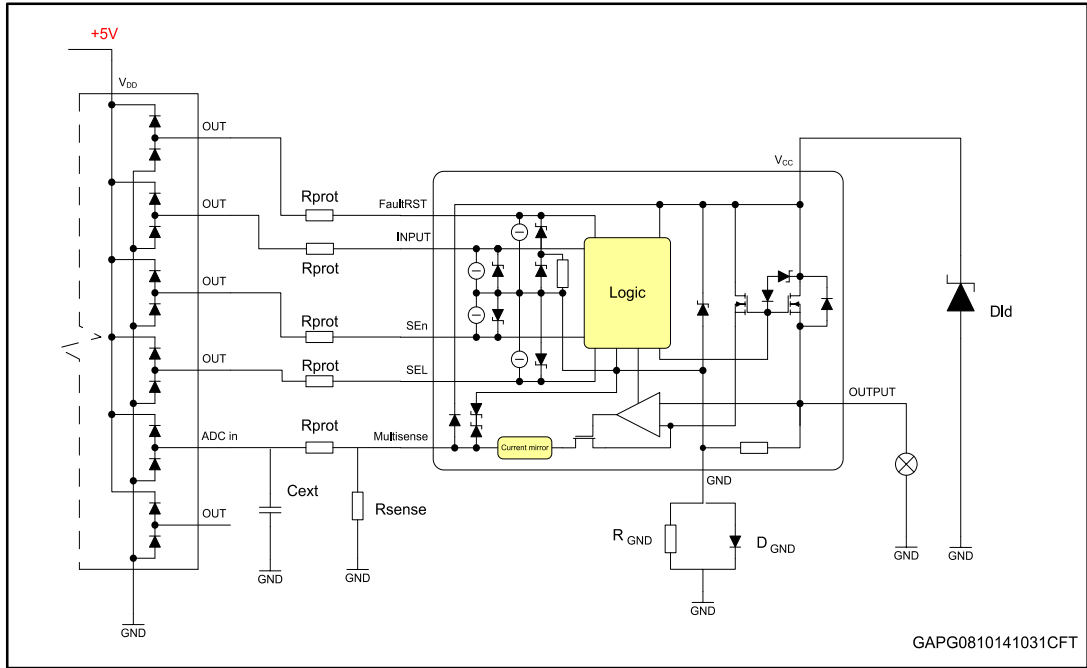 +5V
VDD
OUT
OUT
OUT
OUT
ADC in
OUT
GND
Rprot
Rprot
Rprot
Rprot
Rprot
Cext
GND
Rsense
GND
FaultRST
INPUT
SEn
SEL
Multisense
Logic
Current mirror
VCC
OUTPUT
GND
R GND
D GND
GND
GND
Dld
GND
GAPG0810141031CFT